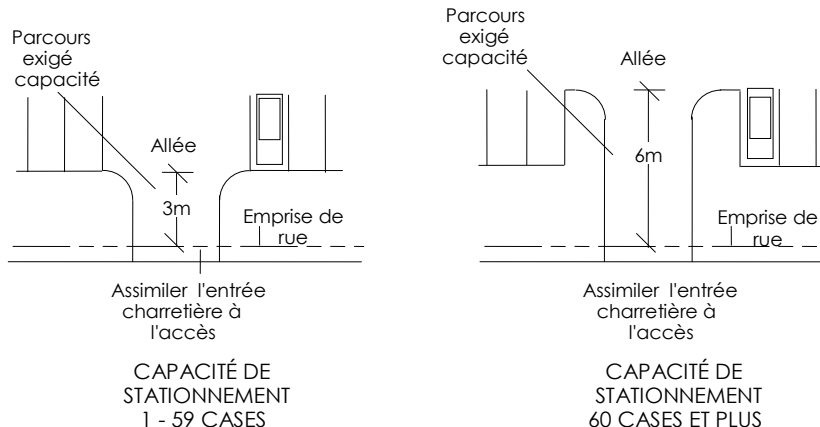 Parcours
exigé
capacité
Allée
3m
Emprise de
rue
Assimiler l'entrée
charretière à
l'accès
CAPACITÉ DE
STATIONNEMENT
1 - 59 CASES
Parcours
exigé
capacité
Allée
6m
Emprise de
rue
Assimiler l'entrée
charretière à
l'accès
CAPACITÉ DE
STATIONNEMENT
60 CASES ET PLUS